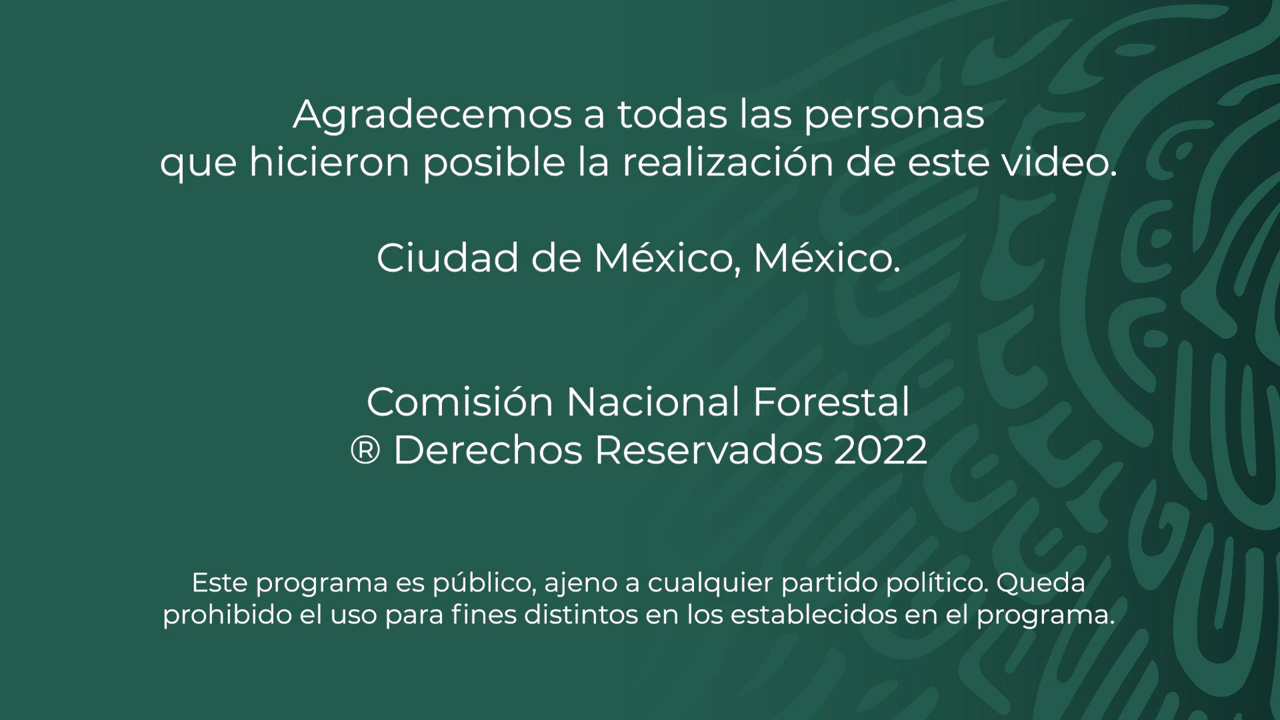 Agradecemos a todas las personas
que hicieron posible la realización de este video.
Ciudad de México, México.
Comisión Nacional Forestal
® Derechos Reservados 2022
Este programa es público, ajeno a cualquier partido político. Queda
prohibido el uso para fines distintos en los establecidos en el programa.